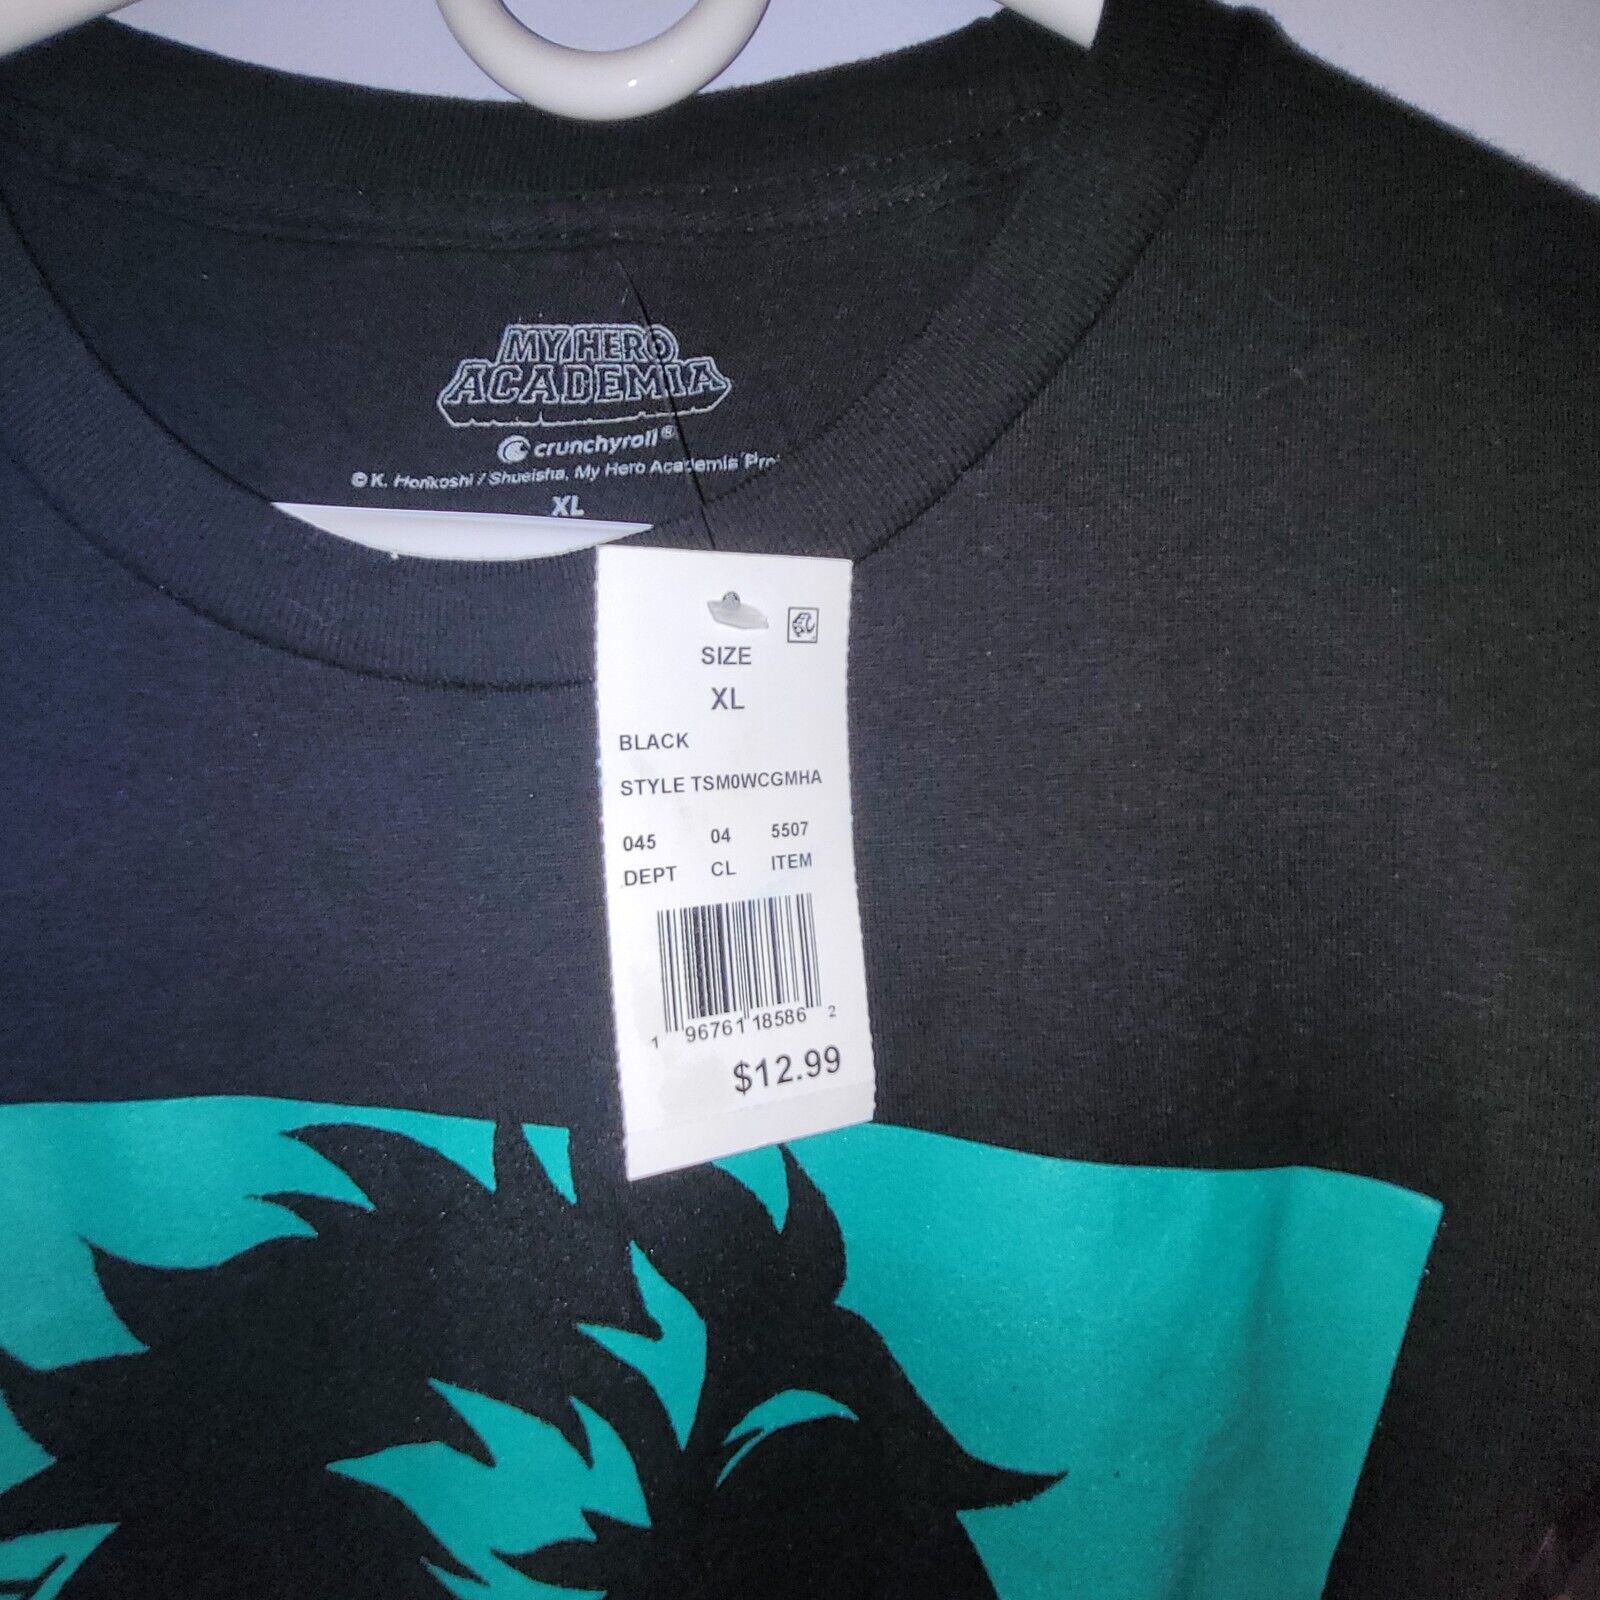 MY HERO
ACADEMIA
crunchyroll®
© K. Horikoshi / Shueisha, My Hero Academia
XL
SIZE
XL
BLACK
STYLE TSM0WCGMHA
045 04 5507
DEPT CL ITEM
1 96761 18586 2
$12.99